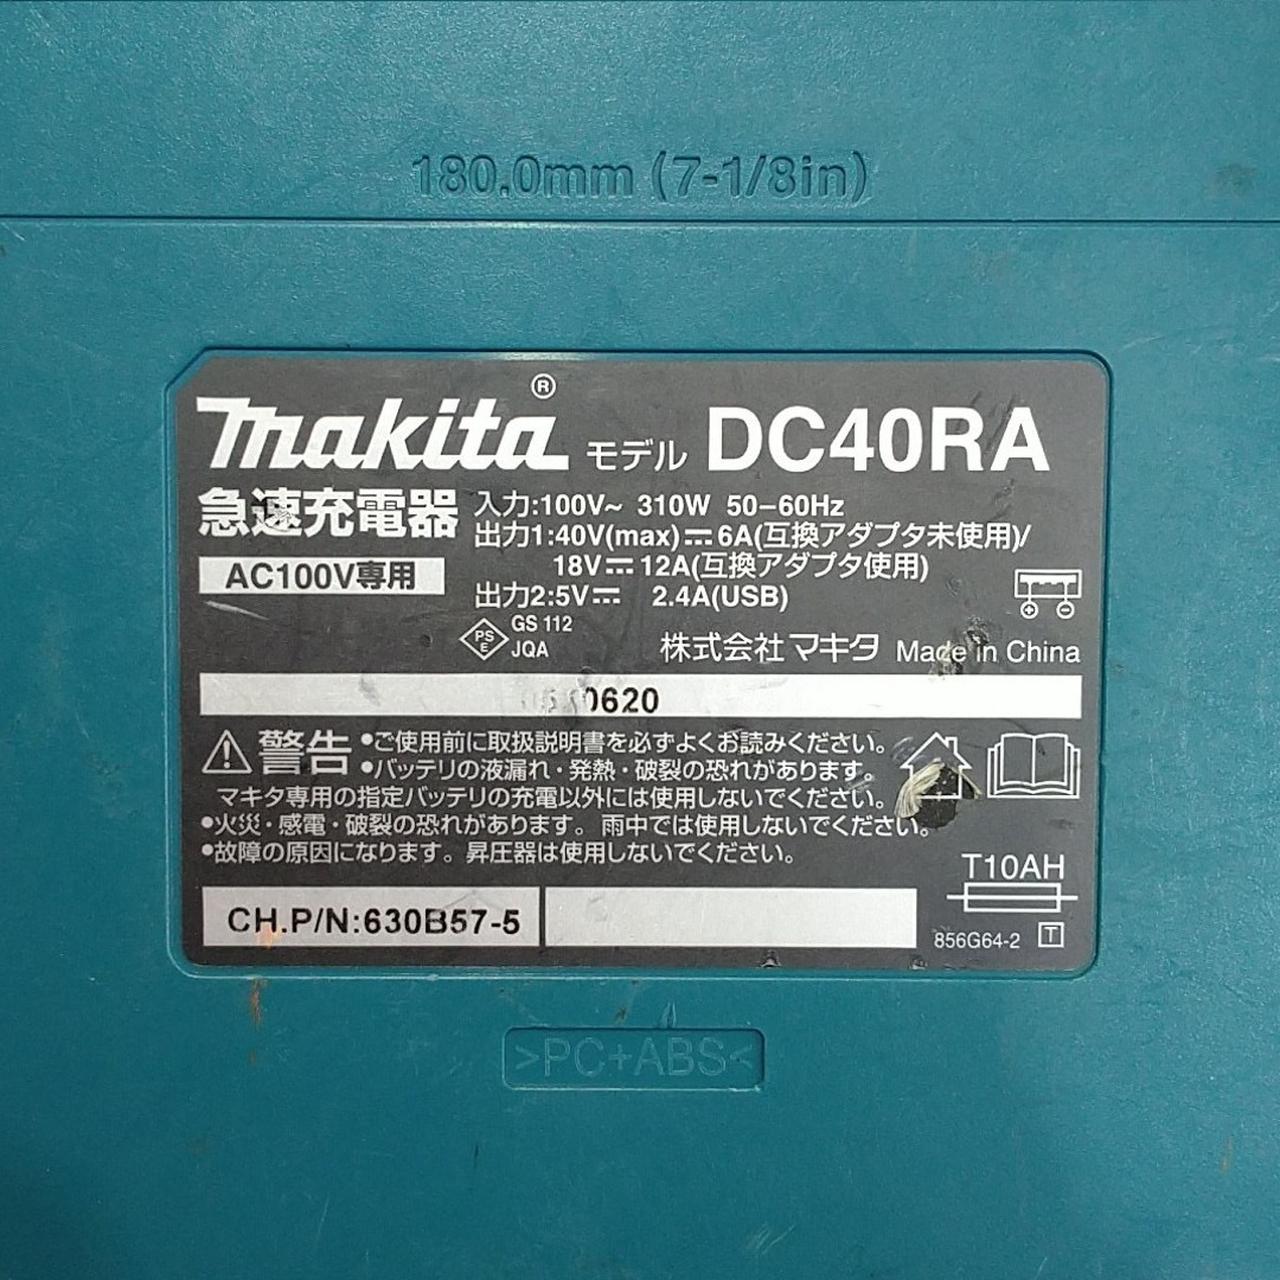 180.0mm (7-1/8in)
makita® モデル DC40RA
急速充電器
AC100V専用
入力:100V~ 310W 50-60Hz
出力1:40V(max)⎓6A(互換アダプタ未使用)/
18V⎓12A(互換アダプタ使用)
出力2:5V⎓ 2.4A(USB)
PS
E
GS 112
JQA
株式会社マキタ Made in China
0620
警告
•ご使用前に取扱説明書を必ずよくお読みください。
•バッテリの液漏れ・発熱・破裂の恐れがあります。
マキタ専用の指定バッテリの充電以外には使用しないでください。
•火災・感電・破裂の恐れがあります。雨中では使用しないでください。
•故障の原因になります。昇圧器は使用しないでください。
T10AH
CH.P/N:630B57-5
856G64-2 T
>PC+ABS<